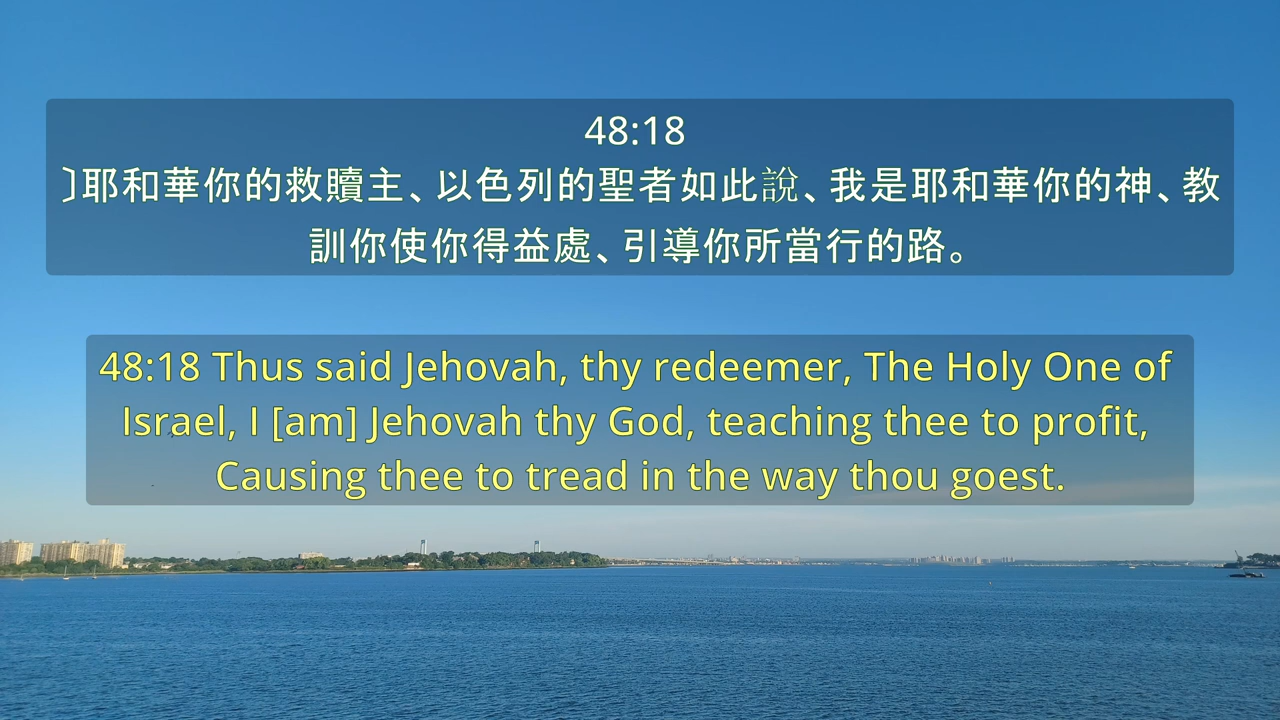 48:18
〕耶和華你的救贖主、以色列的聖者如此說、我是耶和華你的神、教
訓你使你得益處、引導你所當行的路。
48:18 Thus said Jehovah, thy redeemer, The Holy One of
Israel, I [am] Jehovah thy God, teaching thee to profit,
Causing thee to tread in the way thou goest.